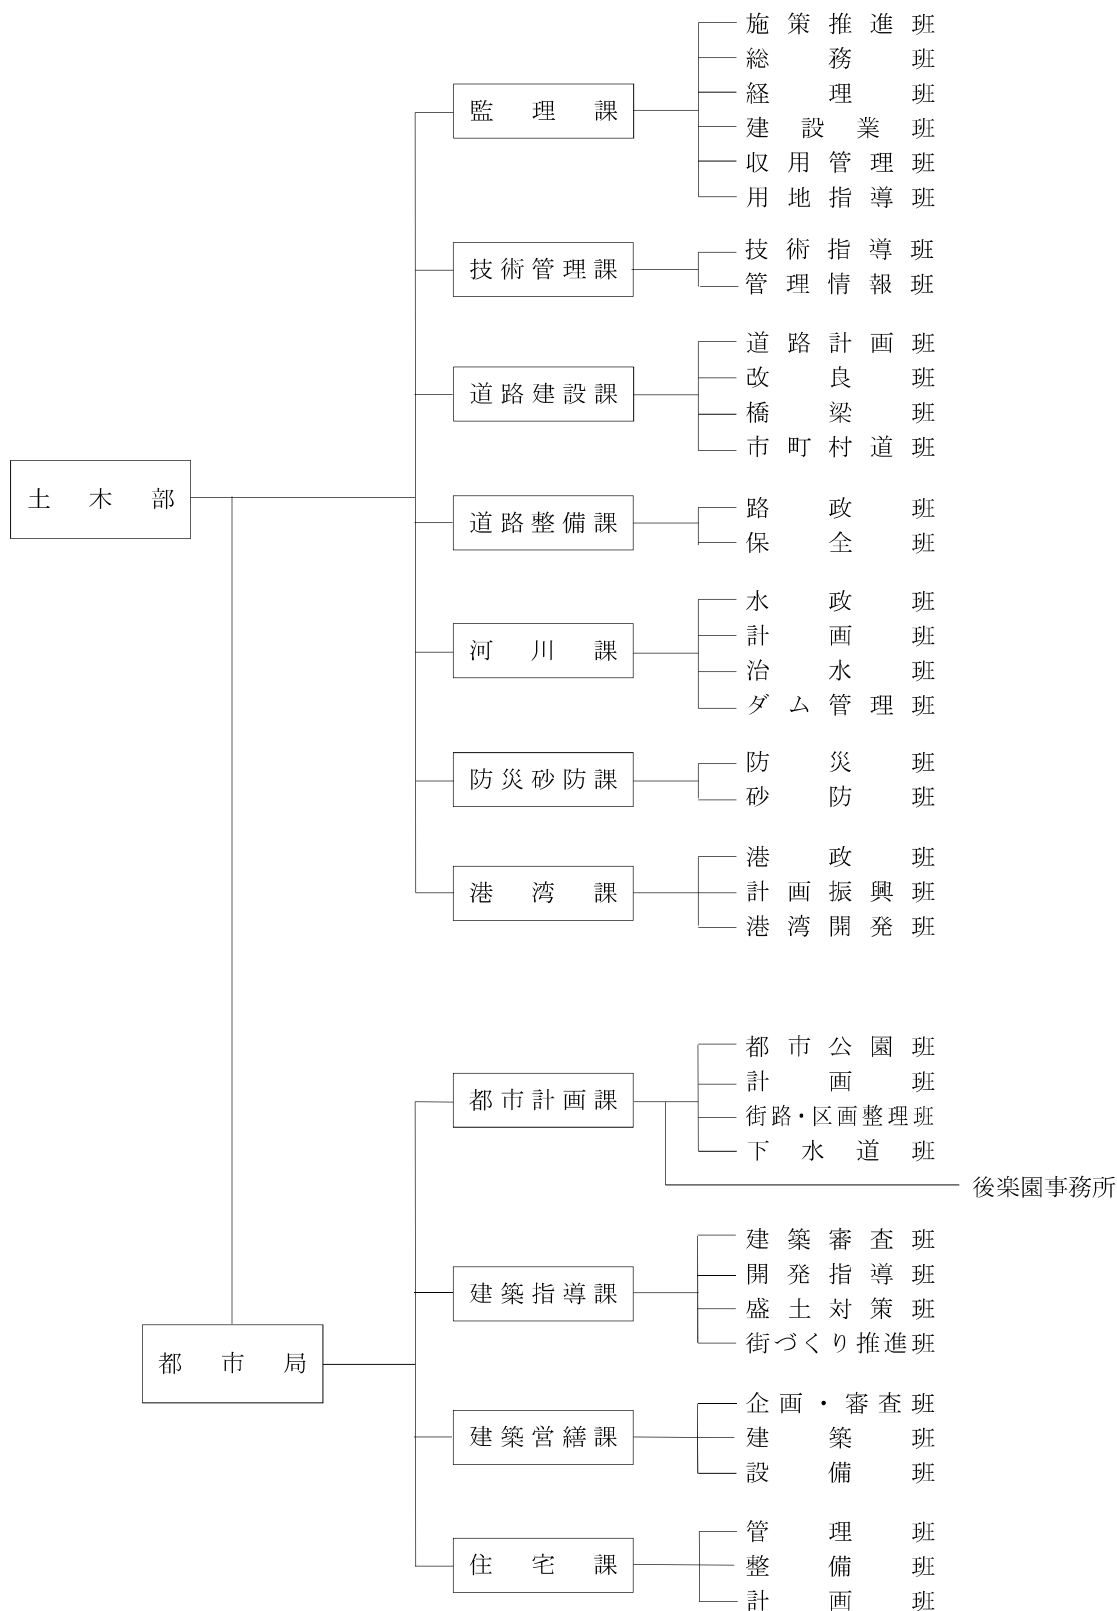 土木部
監理課
施策推進班
総務班
経理班
建設業班
収用管理班
用地指導班
技術管理課
技術指導班
管理情報班
道路建設課
道路計画班
改良班
橋梁班
市町村道班
道路整備課
路政班
保全班
河川課
水政班
計画班
治水班
ダム管理班
防災砂防課
防災班
砂防班
港湾課
港政班
計画振興班
港湾開発班
都市局
都市計画課
都市公園班
計画班
街路・区画整理班
下水道班
後楽園事務所
建築指導課
建築審査班
開発指導班
盛土対策班
街づくり推進班
建築営繕課
企画・審査班
建築班
設備班
住宅課
管理班
整備班
計画班